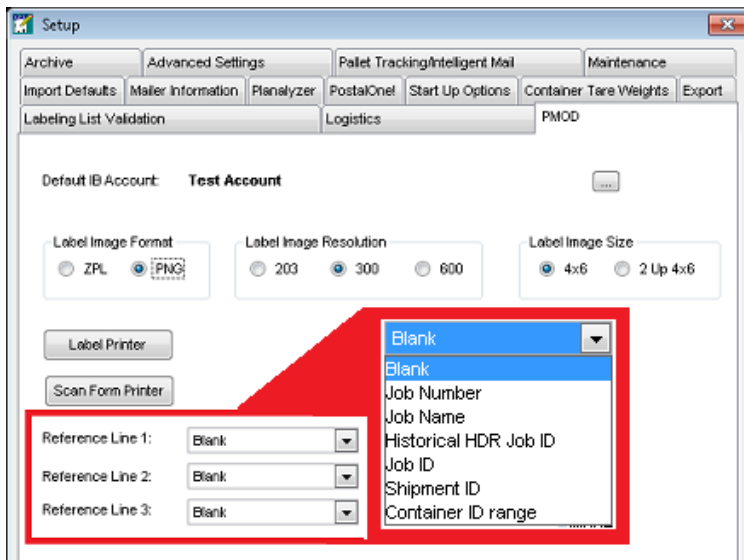 Setup
Archive Advanced Settings Pallet Tracking/Intelligent Mail Maintenance
Import Defaults Mailer Information Planalyzer PostalOne! Start Up Options Container Tare Weights Export
Labeling List Validation Logistics PMOD
Default IB Account: Test Account ...
Label Image Format Label Image Resolution Label Image Size
ZPL PNG 203 300 600 4x6 2 Up 4x6
Label Printer
Scan Form Printer
Reference Line 1: Blank
Reference Line 2: Blank
Reference Line 3: Blank
Blank
Blank
Job Number
Job Name
Historical HDR Job ID
Job ID
Shipment ID
Container ID range